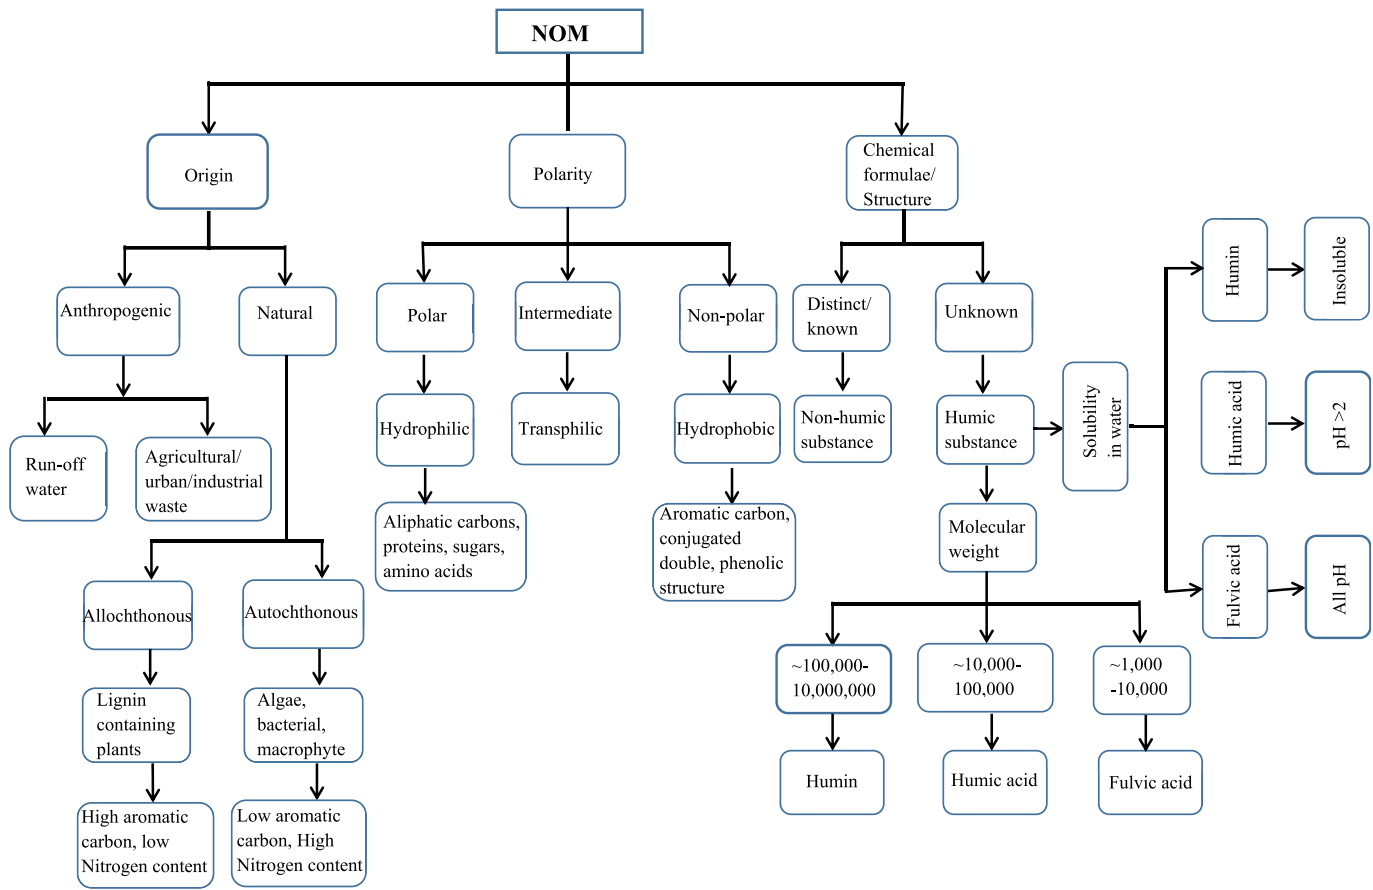 NOM
Origin
Polarity
Chemical
formulae/
Structure
Anthropogenic
Natural
Polar
Intermediate
Non-polar
Distinct/
known
Unknown
Humin
Insoluble
Run-off
water
Agricultural/
urban/industrial
waste
Hydrophilic
Transphilic
Hydrophobic
Non-humic
substance
Humic
substance
Solubility
in water
Humic acid
pH >2
Aliphatic carbons,
proteins, sugars,
amino acids
Aromatic carbon,
conjugated
double, phenolic
structure
Molecular
weight
Fulvic acid
All pH
Allochthonous
Autochthonous
~100,000-
10,000,000
~10,000-
100,000
~1,000
-10,000
Lignin
containing
plants
Algae,
bacterial,
macrophyte
Humin
Humic acid
Fulvic acid
High aromatic
carbon, low
Nitrogen content
Low aromatic
carbon, High
Nitrogen content